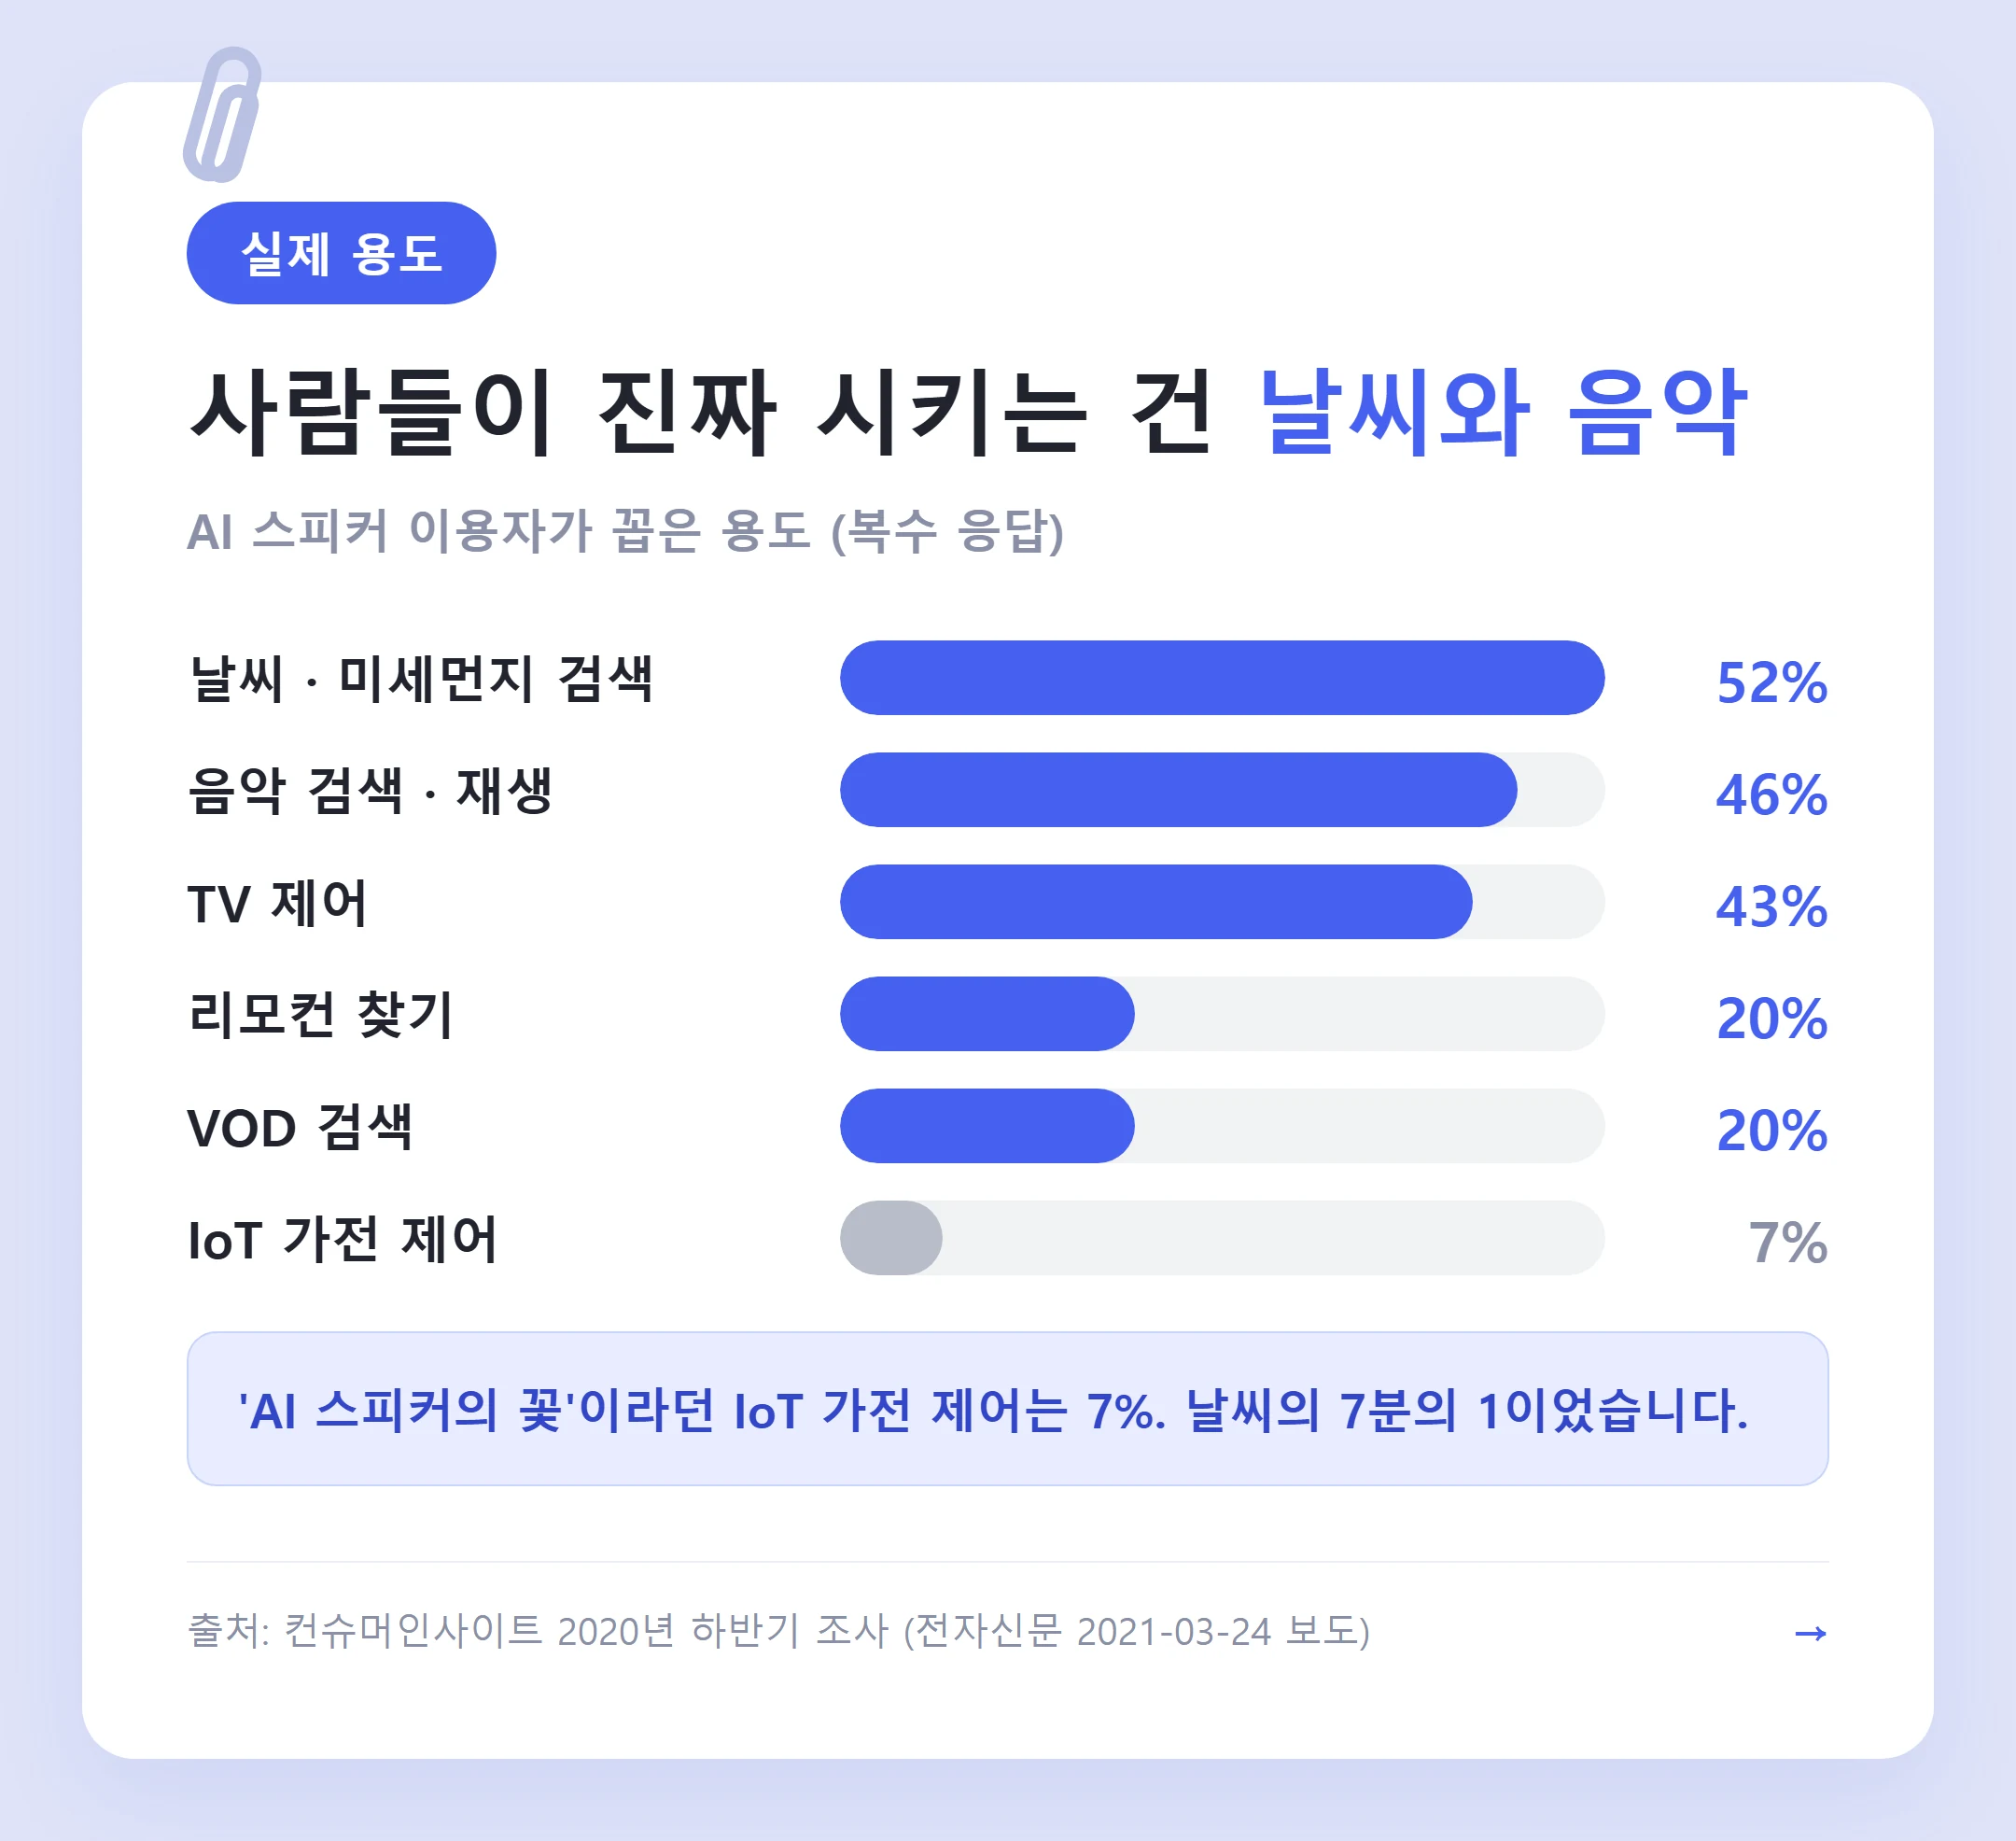 실제 용도
사람들이 진짜 시키는 건 날씨와 음악
AI 스피커 이용자가 꼽은 용도 (복수 응답)
날씨 · 미세먼지 검색 52%
음악 검색 · 재생 46%
TV 제어 43%
리모컨 찾기 20%
VOD 검색 20%
IoT 가전 제어 7%
'AI 스피커의 꽃'이라던 IoT 가전 제어는 7%. 날씨의 7분의 1이었습니다.
출처: 컨슈머인사이트 2020년 하반기 조사 (전자신문 2021-03-24 보도) →